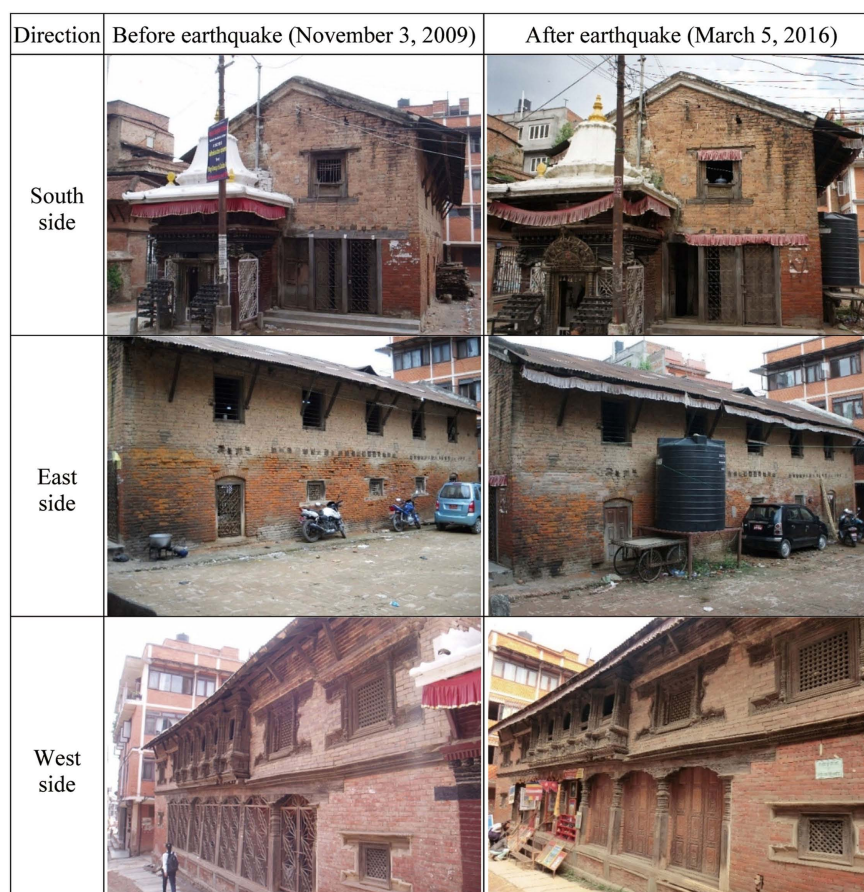 Direction Before earthquake (November 3, 2009) After earthquake (March 5, 2016)
South
side
East
side
West
side